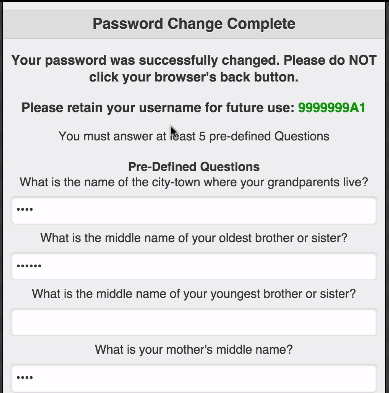 Password Change Complete
Your password was successfully changed. Please do NOT
click your browser's back button.
Please retain your username for future use: 9999999A1
You must answer at least 5 pre-defined Questions
Pre-Defined Questions
What is the name of the city-town where your grandparents live?
••••
What is the middle name of your oldest brother or sister?
••••••
What is the middle name of your youngest brother or sister?
What is your mother's middle name?
••••